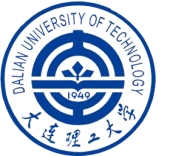 DALIAN UNIVERSITY OF TECHNOLOGY
1949
大连理工大学